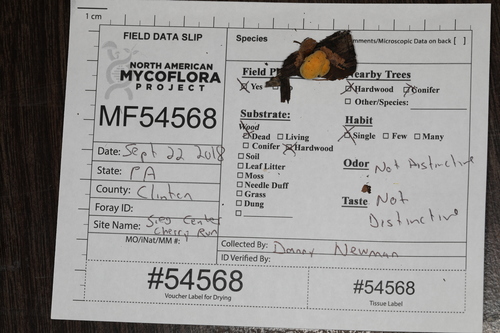 1 cm
FIELD DATA SLIP
NORTH AMERICAN
MYCOFLORA
PROJECT
MF54568
Date: Sept 22 2018
State: PA
County: Clinton
Foray ID:
Site Name: Sieg Center
Cherry Run
MO/iNat/MM #:
Species
mments/Microscopic Data on back [ ]
Field P
Yes
Nearby Trees
Hardwood Conifer
Other/Species:
Substrate:
Wood
Dead Living
Conifer Hardwood
Soil
Leaf Litter
Moss
Needle Duff
Grass
Dung
Habit
Single Few Many
Odor Not Distinctive
Taste Not
Distinctive
Collected By: Danny Newman
ID Verified By:
#54568
Voucher Label for Drying
#54568
Tissue Label